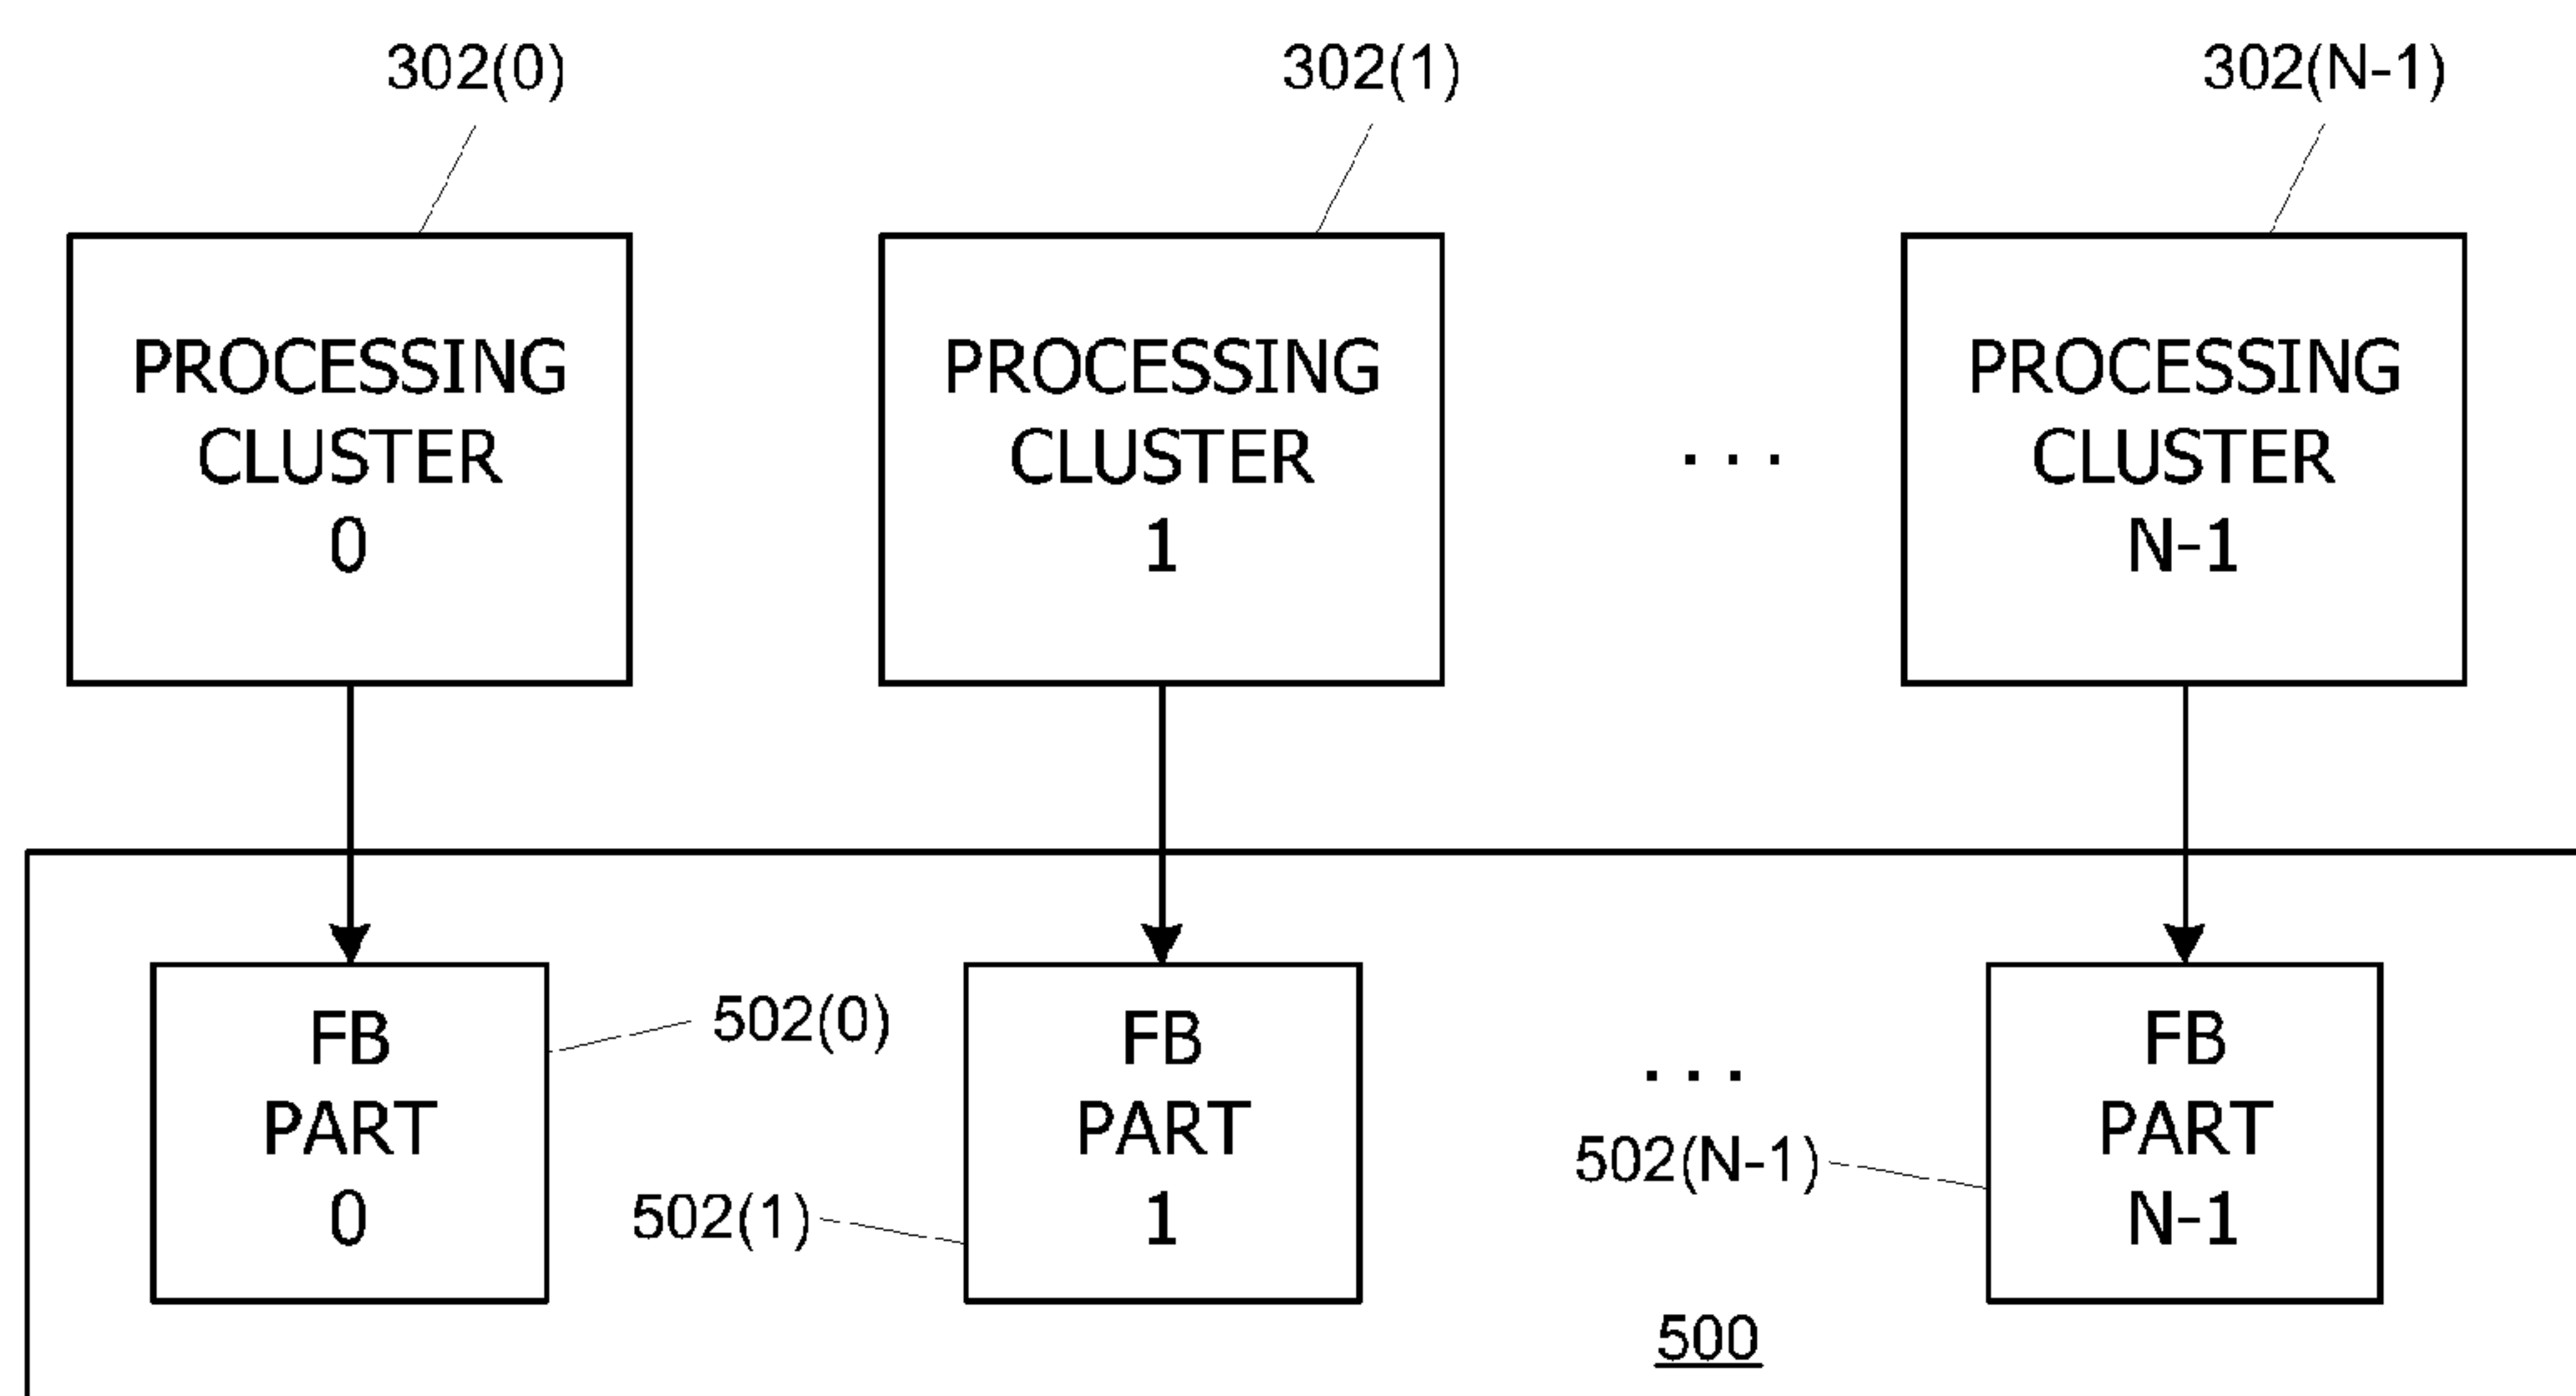 302(0)
302(1)
302(N-1)
PROCESSING
CLUSTER
0
PROCESSING
CLUSTER
1
. . .
PROCESSING
CLUSTER
N-1
FB
PART
0
502(0)
502(1)
FB
PART
1
. . .
502(N-1)
FB
PART
N-1
500